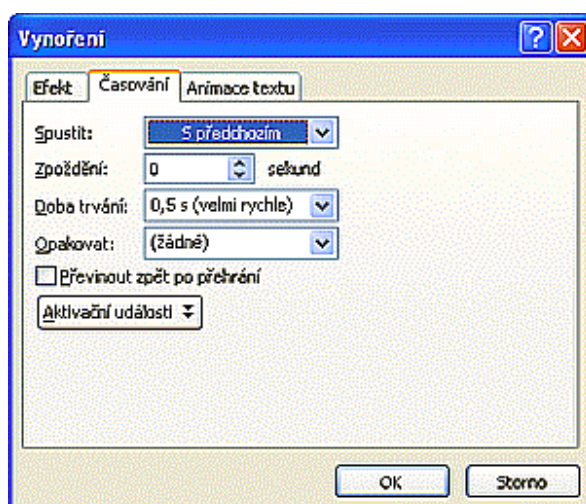 Vynoření
Efekt Časování Animace textu
Spustit: S předchozím
Zpoždění: 0 sekund
Doba trvání: 0,5 s (velmi rychle)
Opakovat: (žádné)
Převinout zpět po přehrání
Aktivační události
OK Storno